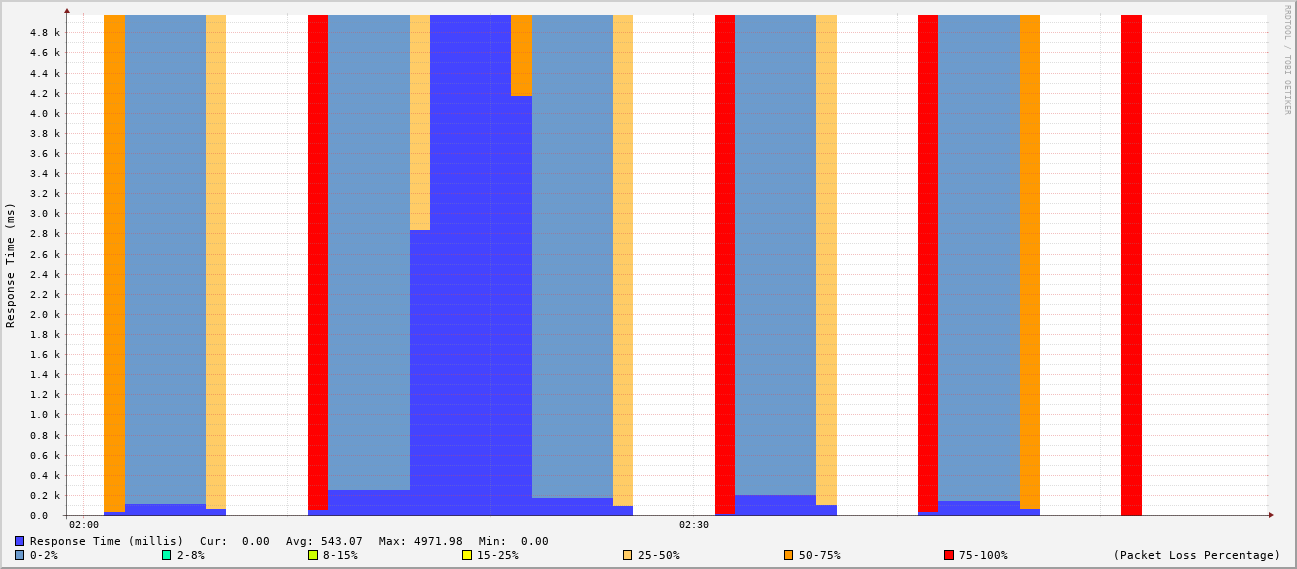 RRDTOOL / TOBI OETIKER
Response Time (ms)
4.8 k
4.6 k
4.4 k
4.2 k
4.0 k
3.8 k
3.6 k
3.4 k
3.2 k
3.0 k
2.8 k
2.6 k
2.4 k
2.2 k
2.0 k
1.8 k
1.6 k
1.4 k
1.2 k
1.0 k
0.8 k
0.6 k
0.4 k
0.2 k
0.0
02:00 02:30
Response Time (millis) Cur: 0.00 Avg: 543.07 Max: 4971.98 Min: 0.00
0-2% 2-8% 8-15% 15-25% 25-50% 50-75% 75-100% (Packet Loss Percentage)